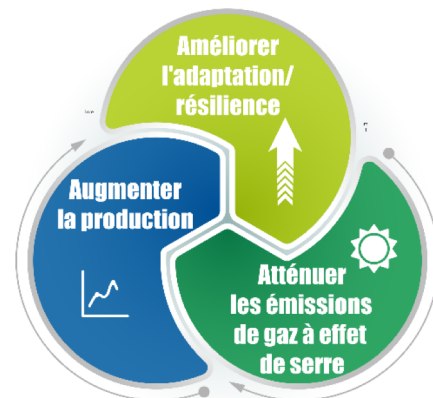 Améliorer
l'adaptation/
résilience
Augmenter
la production
Atténuer
les émissions
de gaz à effet
de serre